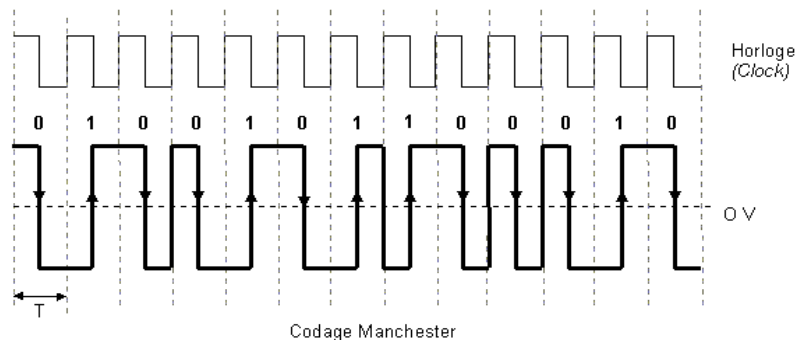 Horloge
(Clock)
0 1 0 0 1 0 1 1 0 0 0 1 0
0 V
T
Codage Manchester